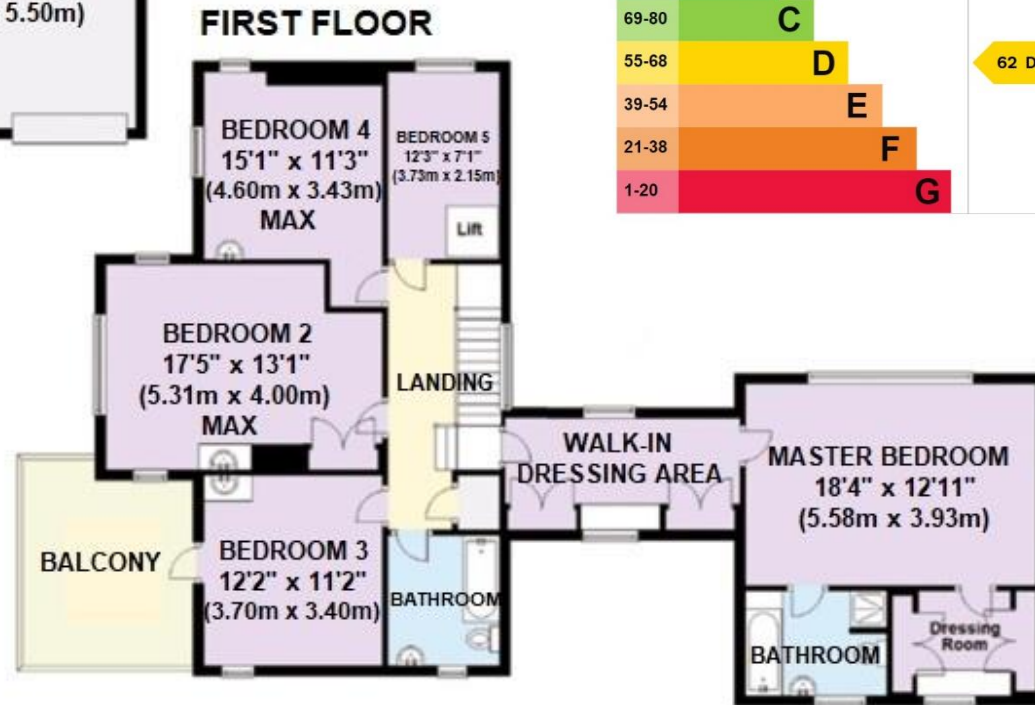 5.50m)
FIRST FLOOR
69-80 C
55-68 D
62 D
39-54 E
21-38 F
1-20 G
BEDROOM 4
15'1" x 11'3"
(4.60m x 3.43m)
MAX
BEDROOM 5
12'3" x 7'1"
(3.73m x 2.15m)
Lift
BEDROOM 2
17'5" x 13'1"
(5.31m x 4.00m)
MAX
LANDING
WALK-IN
DRESSING AREA
MASTER BEDROOM
18'4" x 12'11"
(5.58m x 3.93m)
BALCONY
BEDROOM 3
12'2" x 11'2"
(3.70m x 3.40m)
BATHROOM
BATHROOM
Dressing
Room